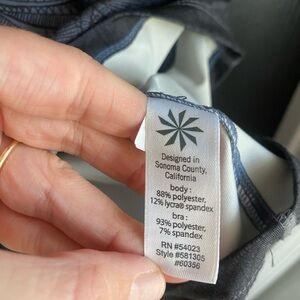 Designed in
Sonoma County,
California
body:
88% polyester,
12% lycra® spandex
bra:
93% polyester,
7% spandex
RN #54023
Style #581305
#60356